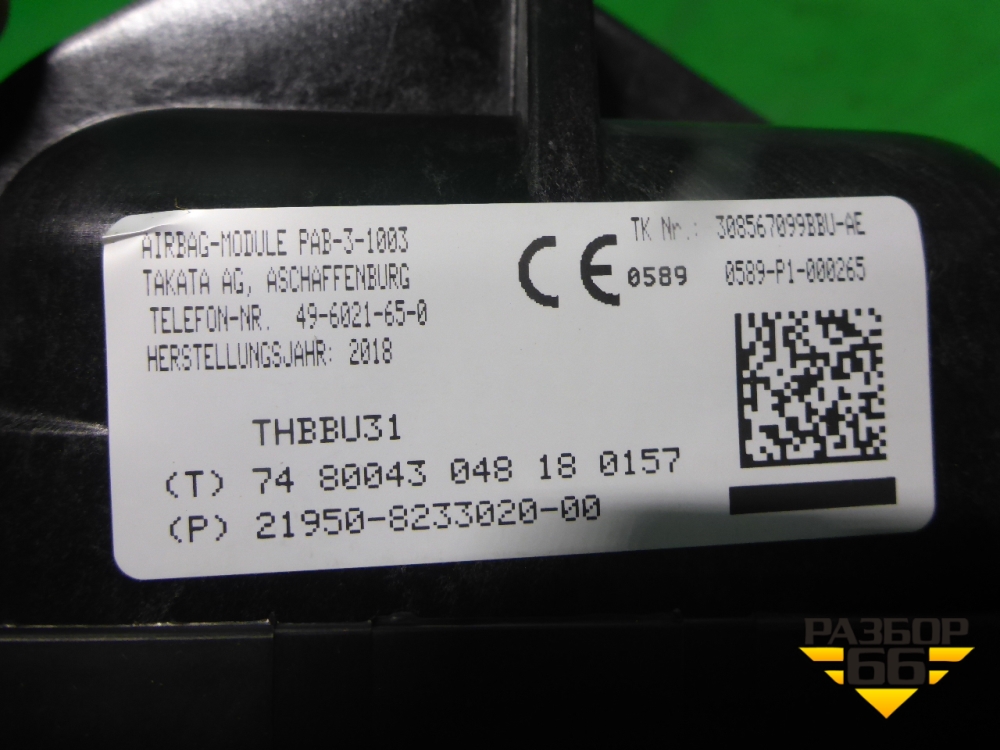 AIRBAG-MODULE PAB-3-1003
TAKATA AG, ASCHAFFENBURG
TELEFON-NR. 49-6021-65-0
HERSTELLUNGSJAHR: 2018
CE 0589
TK Nr.: 308567099BBU-AE
0589-P1-000265
THBBU31
(T) 74 80043 048 18 0157
(P) 21950-8233020-00
РАЗБОР
66